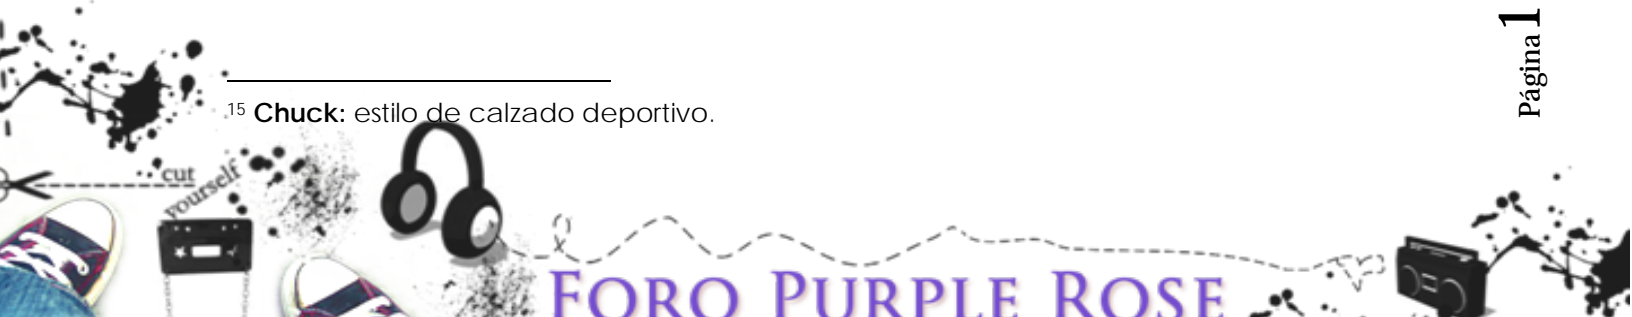 Página 1
15 Chuck: estilo de calzado deportivo.
cut
yourself
FORO PURPLE ROSE